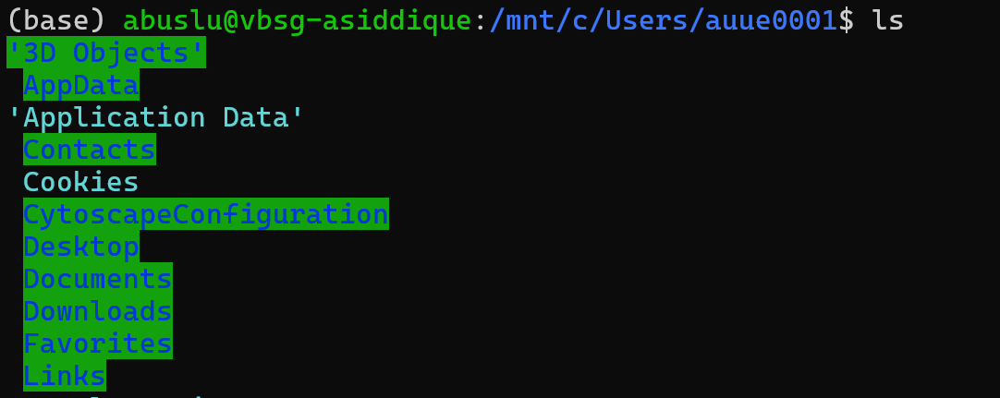 (base) abuslu@vbsg-asiddique:/mnt/c/Users/auue0001$ ls
'3D Objects'
AppData
'Application Data'
Contacts
Cookies
CytoscapeConfiguration
Desktop
Documents
Downloads
Favorites
Links